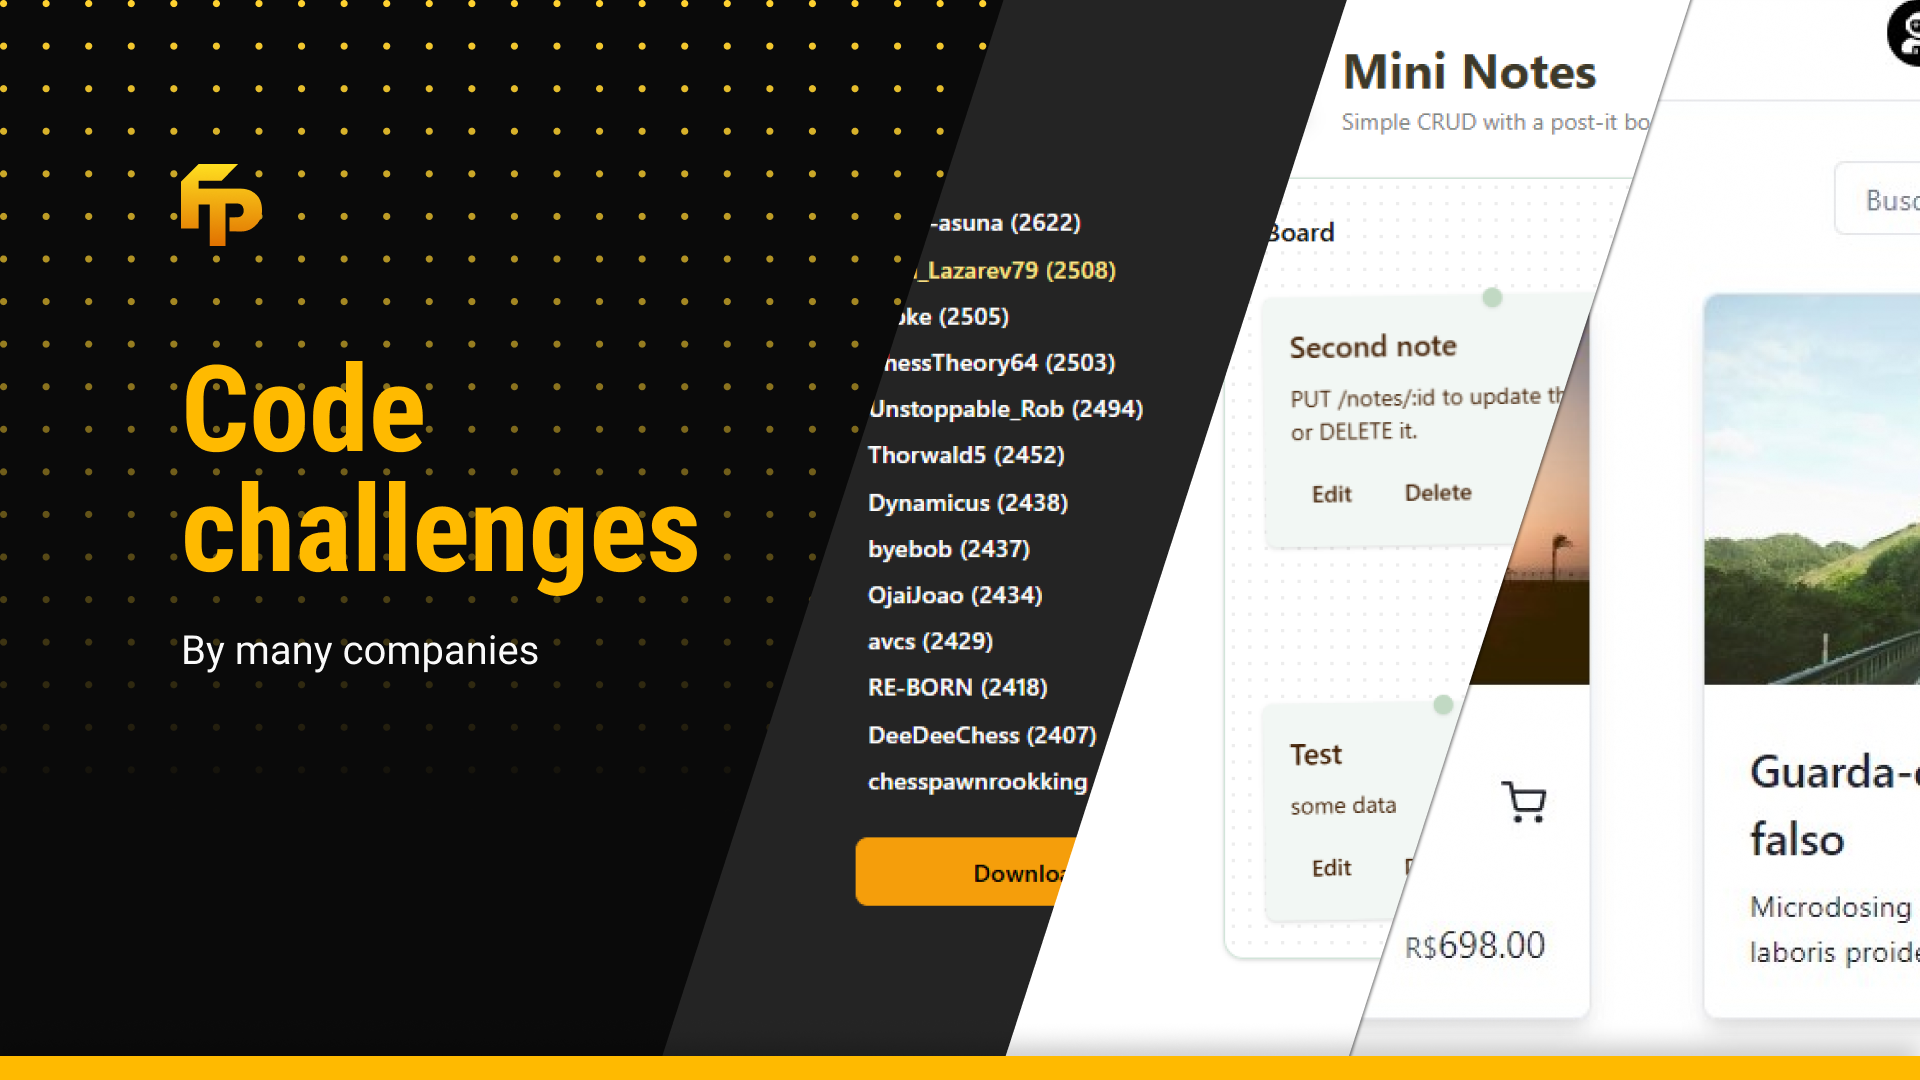 FP
Code
challenges
By many companies
-asuna (2622)
_Lazarev79 (2508)
oke (2505)
hessTheory64 (2503)
Unstoppable_Rob (2494)
Thorwald5 (2452)
Dynamicus (2438)
byebob (2437)
OjaiJoao (2434)
avcs (2429)
RE-BORN (2418)
DeeDeeChess (2407)
chesspawnrookking
Downloa
Mini Notes
Simple CRUD with a post-it bo
Board
Second note
PUT /notes/:id to update th
or DELETE it.
Edit Delete
Test
some data
Edit
R$698.00
Busc
Guarda-
falso
Microdosing
laboris proide